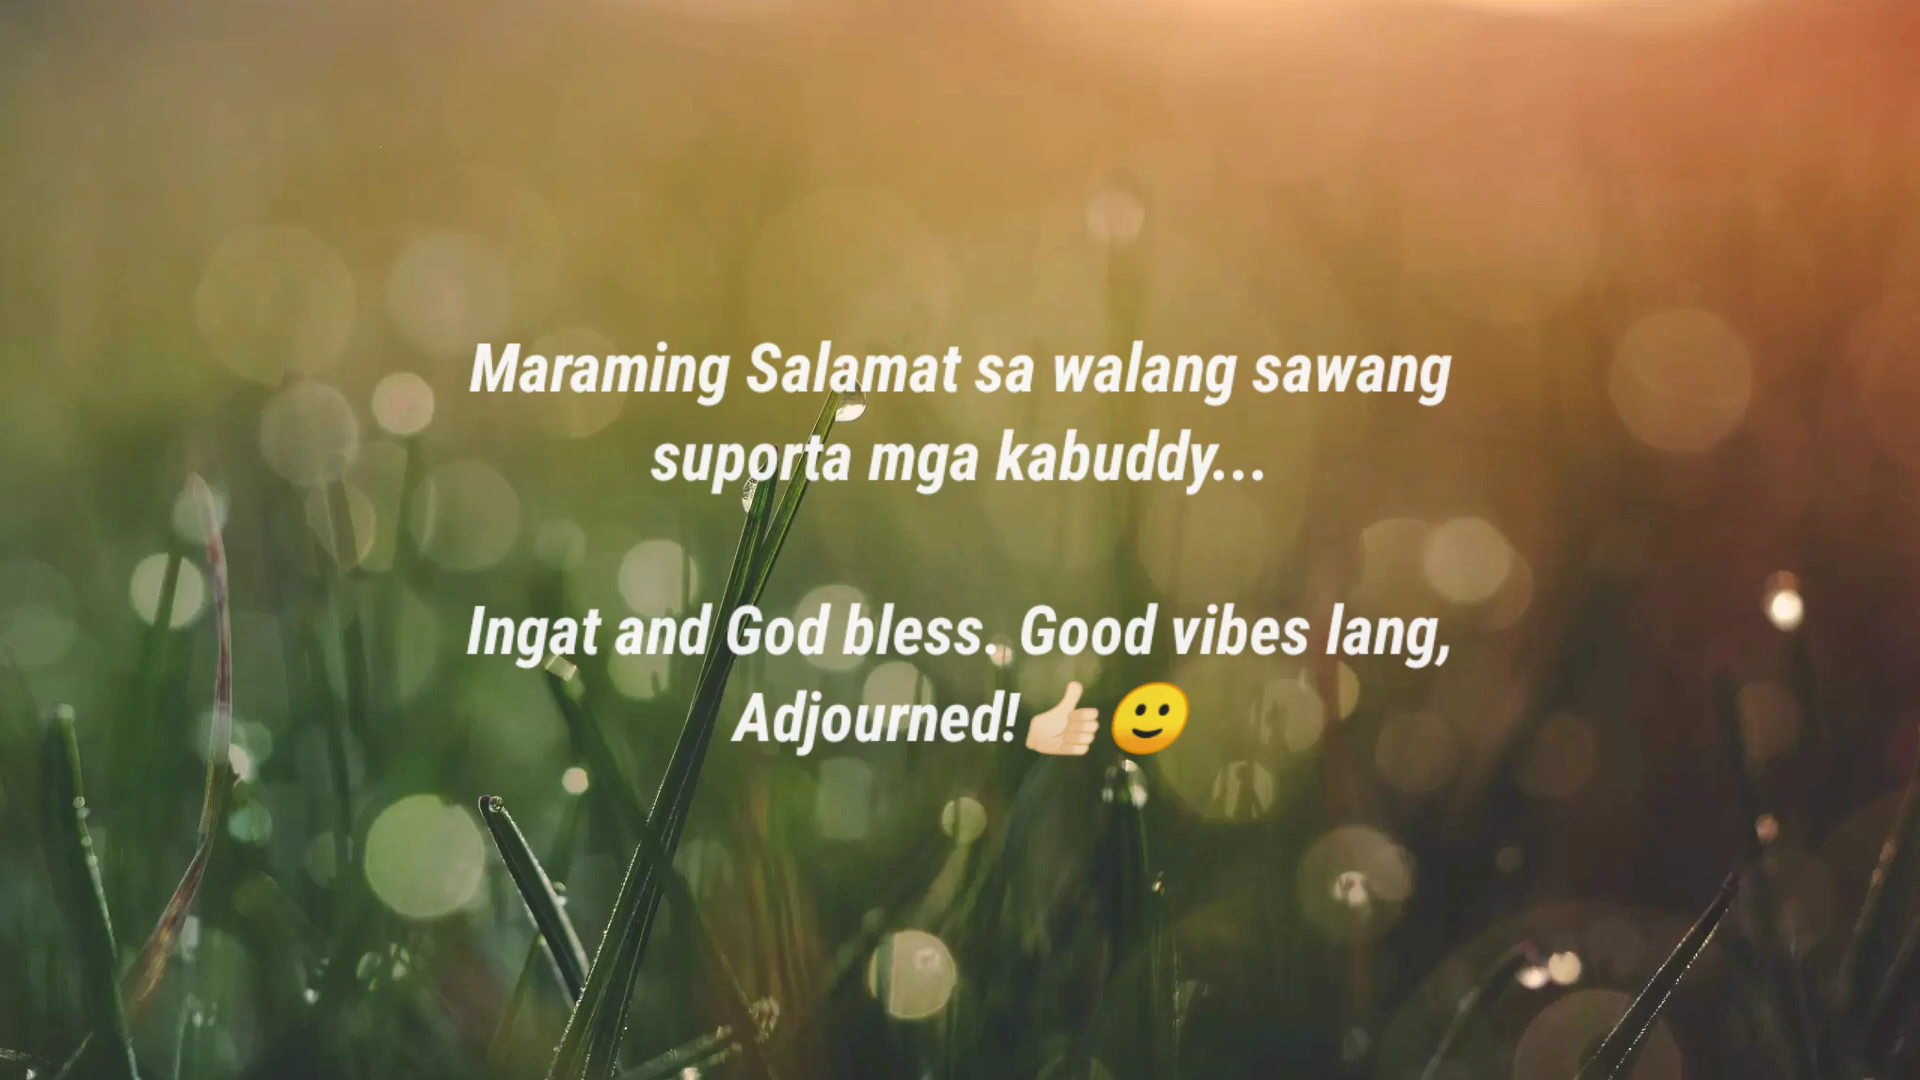 Maraming Salamat sa walang sawang
suporta mga kabuddy...
Ingat and God bless. Good vibes lang,
Adjourned!👍🏻🙂